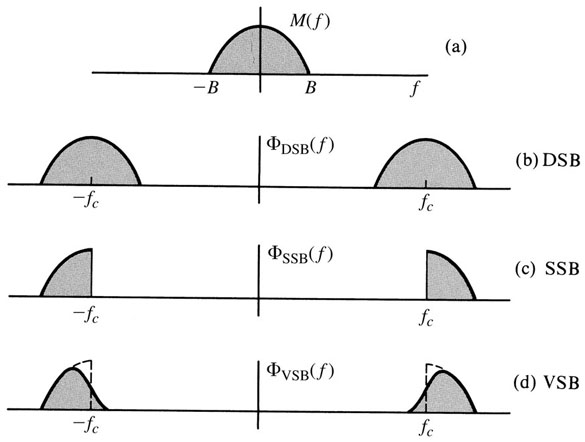 M(f)
(a)
−B B f
Φ_DSB(f)
(b) DSB
−f_c f_c
Φ_SSB(f)
(c) SSB
−f_c f_c
Φ_VSB(f)
(d) VSB
−f_c f_c